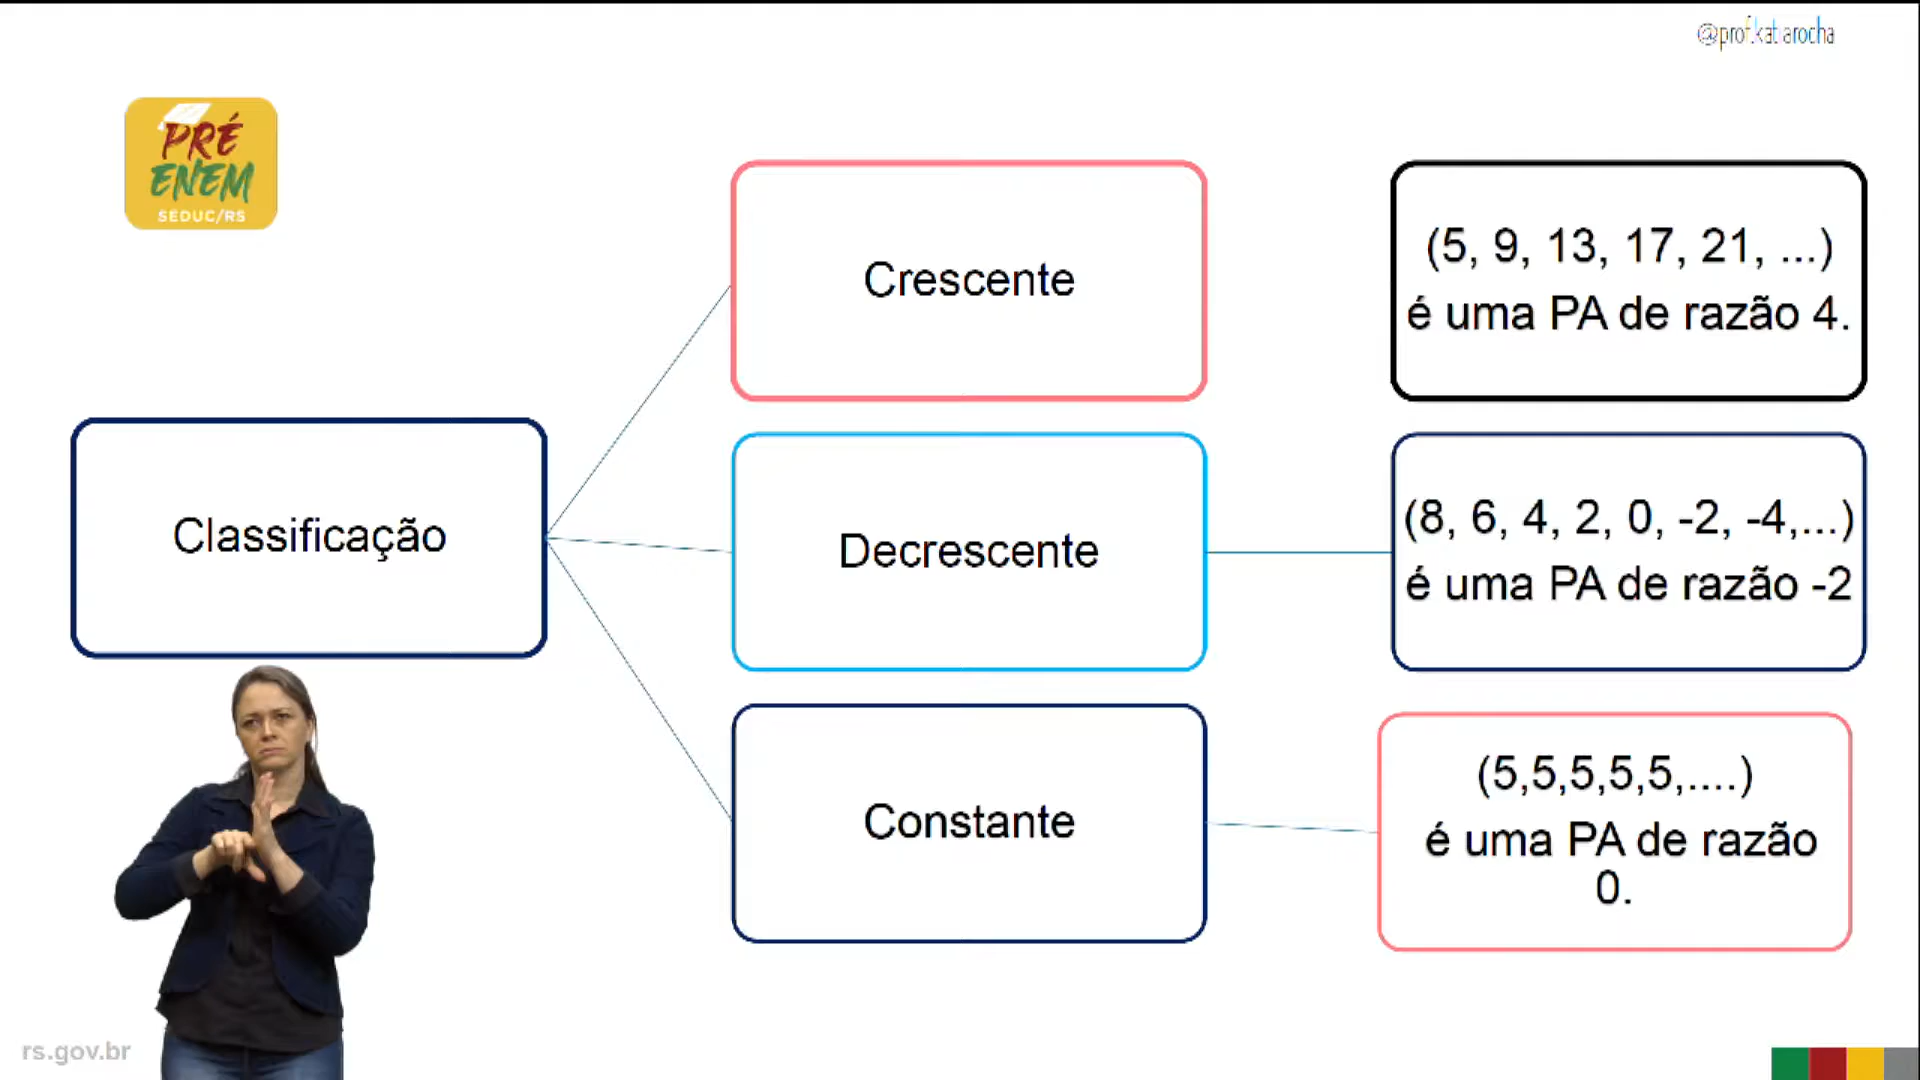 @prof.katiarocha
PRÉ
ENEM
SEDUC/RS
Classificação
Crescente
(5, 9, 13, 17, 21, ...)
é uma PA de razão 4.
Decrescente
(8, 6, 4, 2, 0, -2, -4,...)
é uma PA de razão -2
Constante
(5,5,5,5,5,....)
é uma PA de razão
0.
rs.gov.br